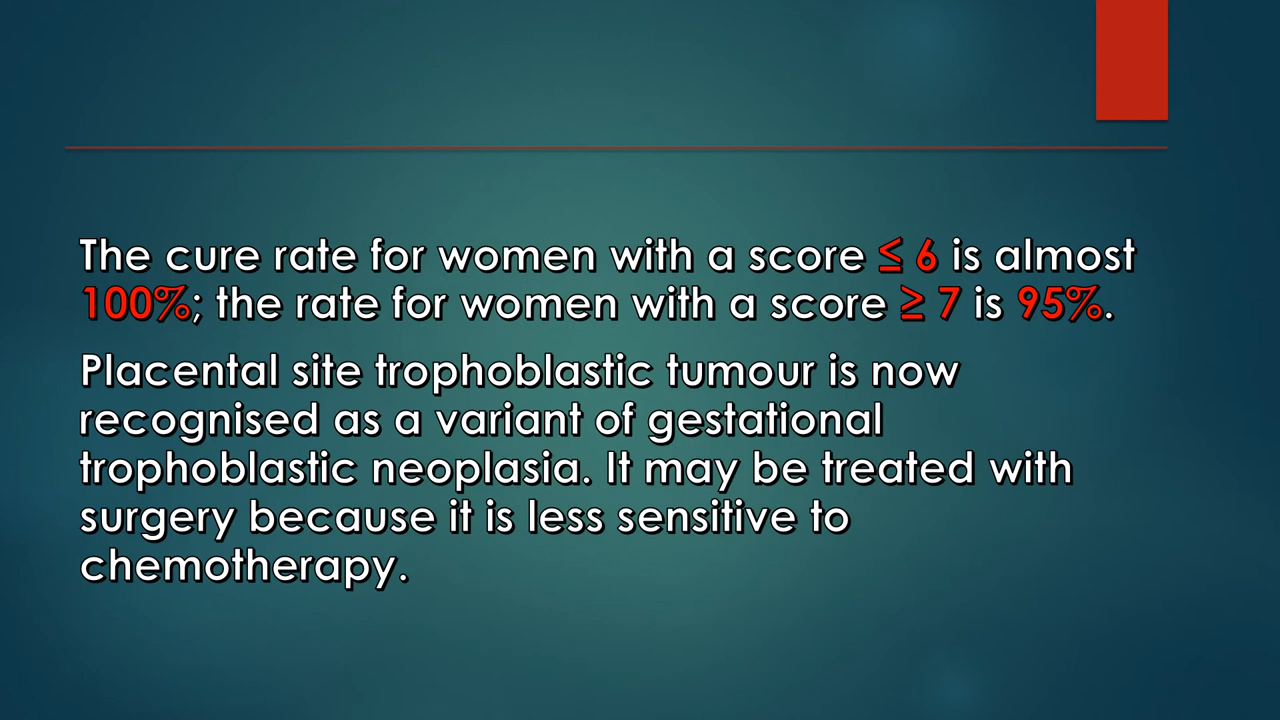 The cure rate for women with a score ≤ 6 is almost
100%; the rate for women with a score ≥ 7 is 95%.
Placental site trophoblastic tumour is now
recognised as a variant of gestational
trophoblastic neoplasia. It may be treated with
surgery because it is less sensitive to
chemotherapy.